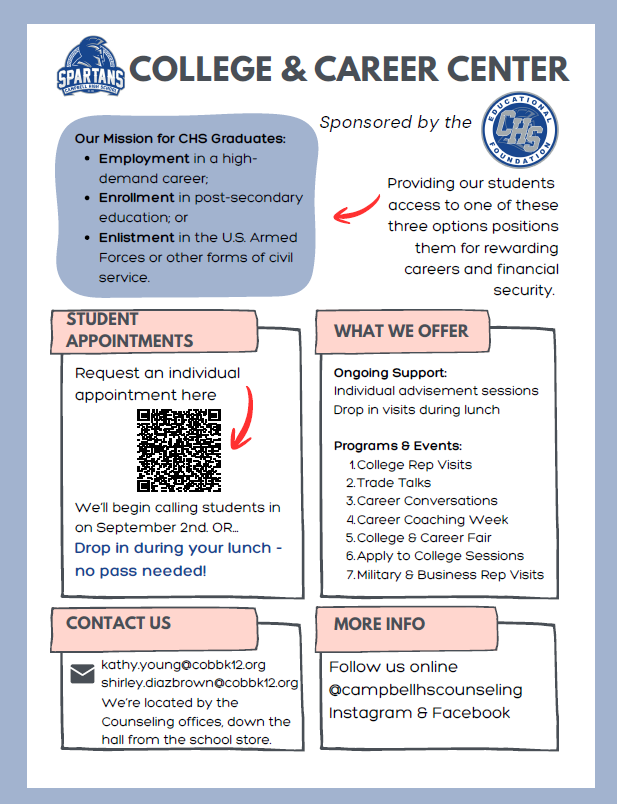 SPARTANS
CAMPBELL HIGH SCHOOL
COLLEGE & CAREER CENTER
Sponsored by the
EDUCATIONAL
CHS
FOUNDATION
Our Mission for CHS Graduates:
• Employment in a high-
demand career;
• Enrollment in post-secondary
education; or
• Enlistment in the U.S. Armed
Forces or other forms of civil
service.
Providing our students
access to one of these
three options positions
them for rewarding
careers and financial
security.
STUDENT
APPOINTMENTS
Request an individual
appointment here
We'll begin calling students in
on September 2nd. OR...
Drop in during your lunch -
no pass needed!
WHAT WE OFFER
Ongoing Support:
Individual advisement sessions
Drop in visits during lunch
Programs & Events:
1. College Rep Visits
2. Trade Talks
3. Career Conversations
4. Career Coaching Week
5. College & Career Fair
6. Apply to College Sessions
7. Military & Business Rep Visits
CONTACT US
kathy.young@cobbk12.org
shirley.diazbrown@cobbk12.org
We're located by the
Counseling offices, down the
hall from the school store.
MORE INFO
Follow us online
@campbellhscounseling
Instagram & Facebook